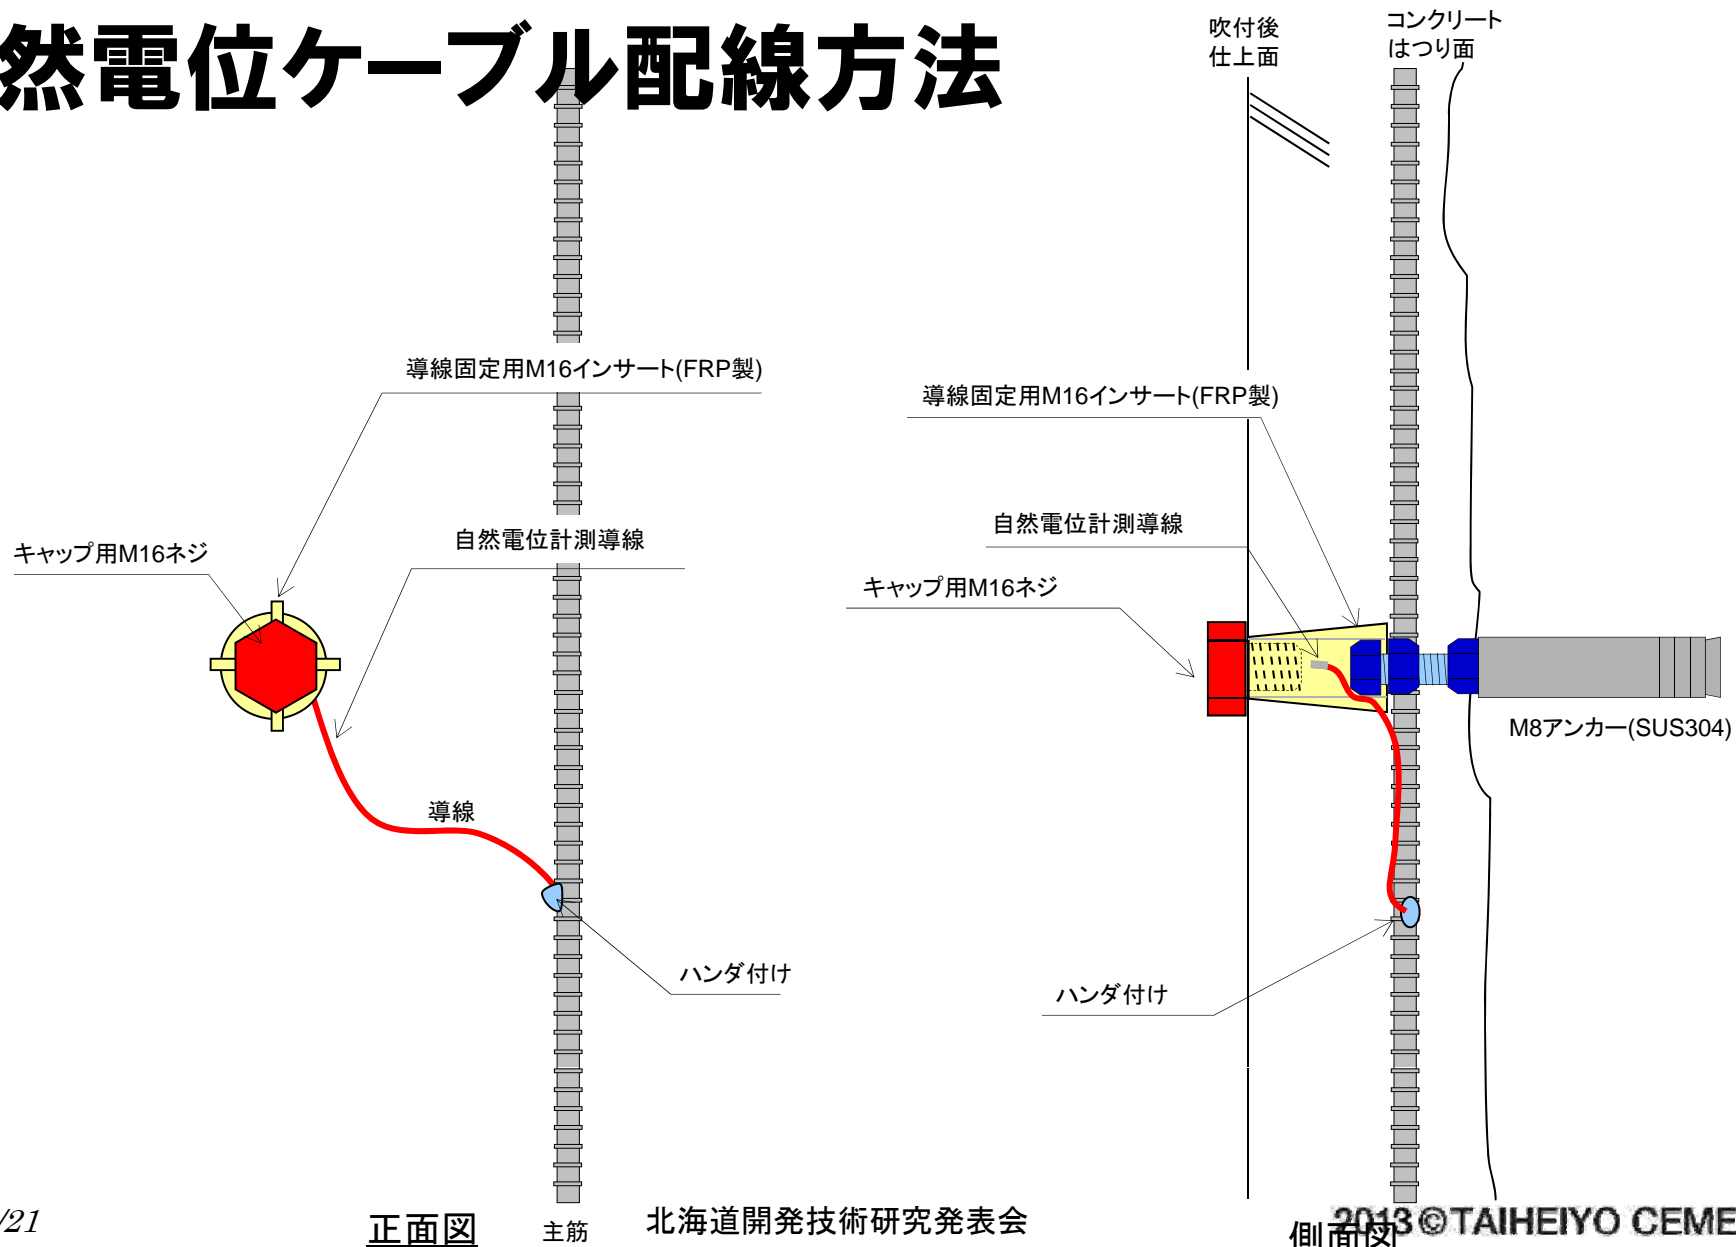 然電位ケーブル配線方法
吹付後
仕上面
コンクリート
はつり面
導線固定用M16インサート(FRP製)
導線固定用M16インサート(FRP製)
自然電位計測導線
自然電位計測導線
キャップ用M16ネジ
キャップ用M16ネジ
M8アンカー(SUS304)
導線
ハンダ付け
ハンダ付け
/21
正面図
主筋
北海道開発技術研究発表会
側面図
2013©TAIHEIYO CEME